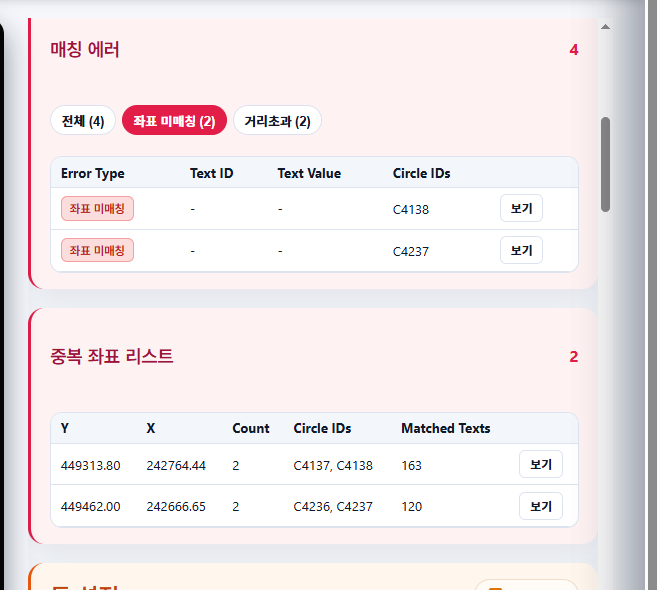 매칭 에러 4
전체 (4) 좌표 미매칭 (2) 거리초과 (2)
Error Type Text ID Text Value Circle IDs
좌표 미매칭 - - C4138 보기
좌표 미매칭 - - C4237 보기
중복 좌표 리스트 2
Y X Count Circle IDs Matched Texts
449313.80 242764.44 2 C4137, C4138 163 보기
449462.00 242666.65 2 C4236, C4237 120 보기